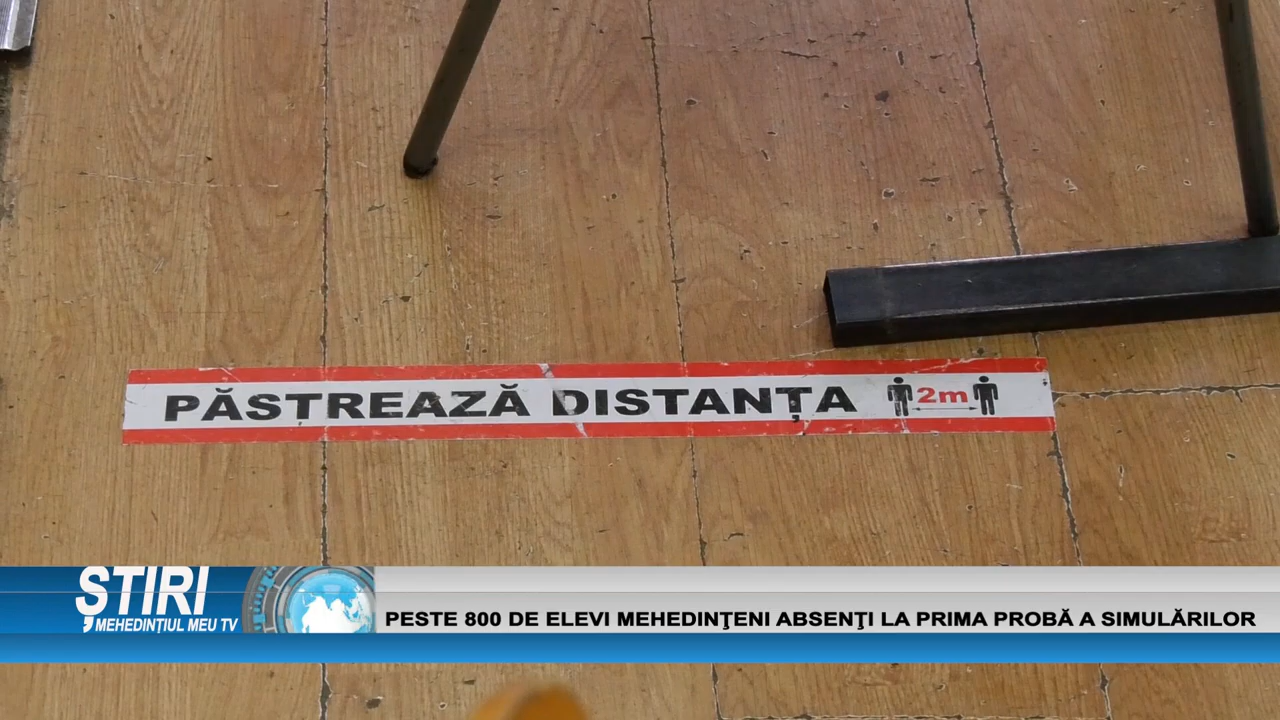 PĂSTREAZĂ DISTANȚA 2m
ȘTIRI
MEHEDINȚIUL MEU TV
PESTE 800 DE ELEVI MEHEDINŢENI ABSENŢI LA PRIMA PROBĂ A SIMULĂRILOR